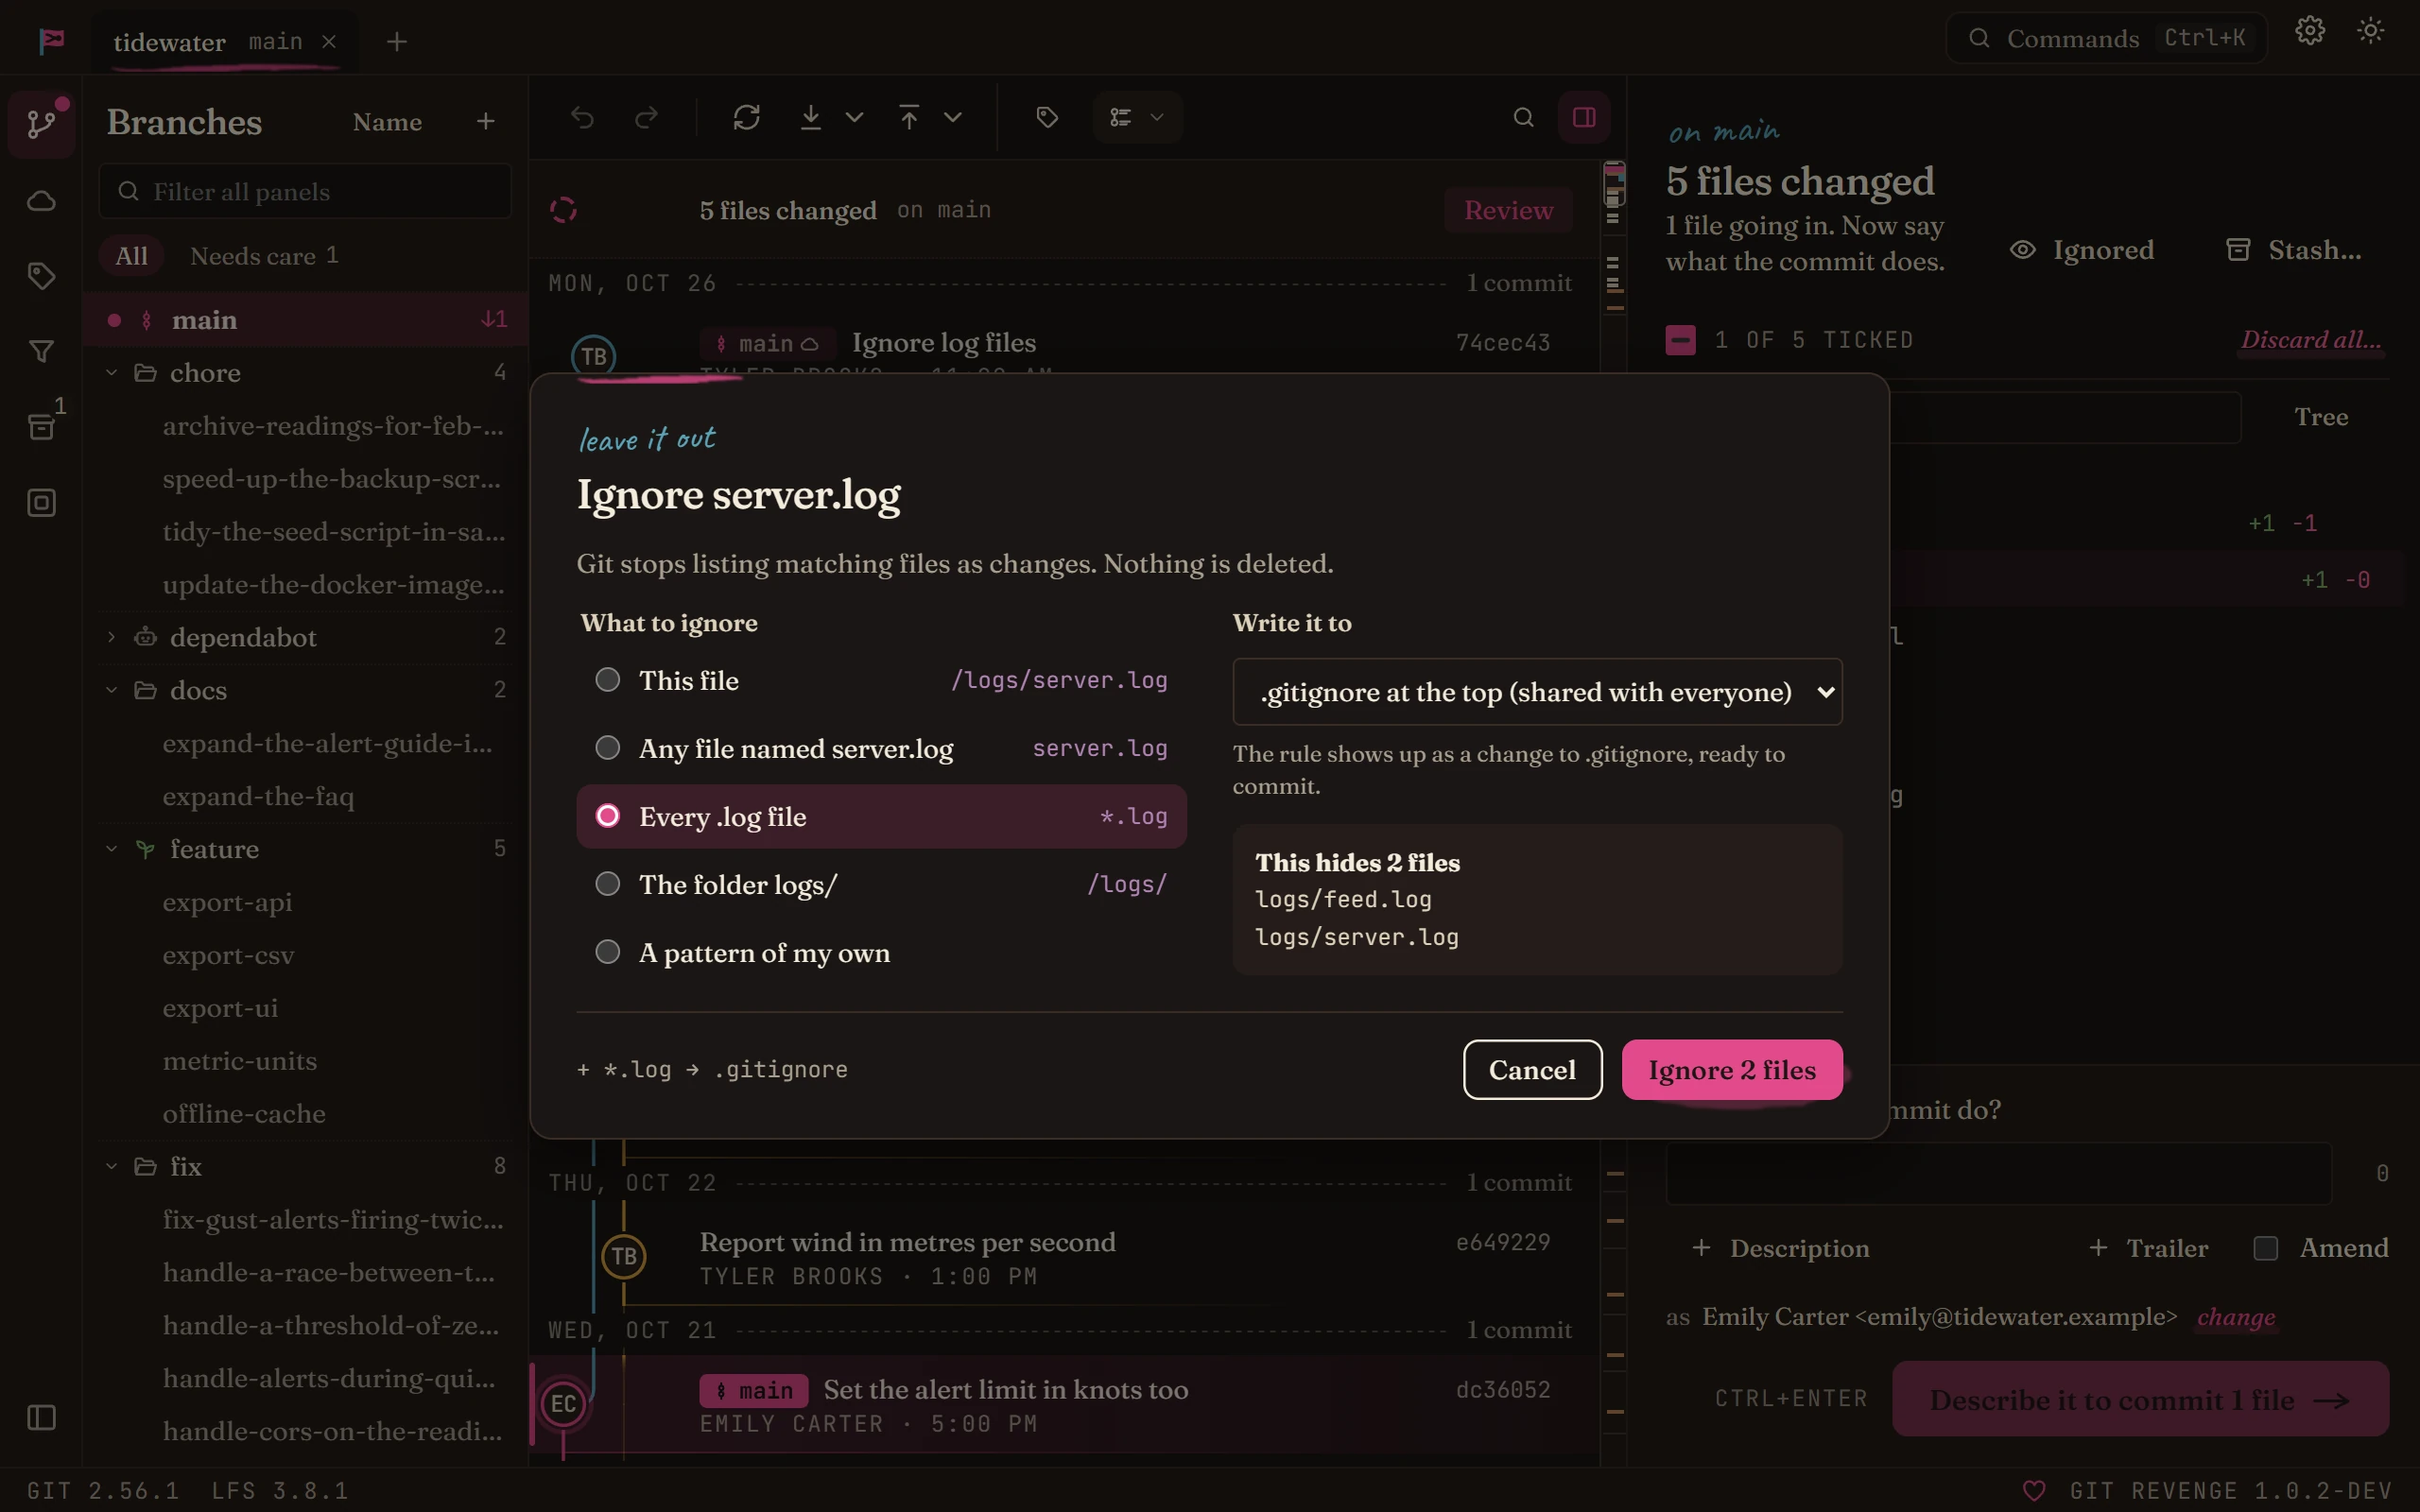 tidewater main
Commands Ctrl+K
Branches Name
Filter all panels
All Needs care 1
main ↓1
chore 4
archive-readings-for-feb-...
speed-up-the-backup-scr...
tidy-the-seed-script-in-sa...
update-the-docker-image...
dependabot 2
docs 2
expand-the-alert-guide-i...
expand-the-faq
feature 5
export-api
export-csv
export-ui
metric-units
offline-cache
fix 8
fix-gust-alerts-firing-twic...
handle-a-race-between-t...
handle-a-threshold-of-ze...
handle-alerts-during-qui...
handle-cors-on-the-readi...
1
5 files changed on main Review
MON, OCT 26 1 commit
TB main Ignore log files 74cec43
leave it out
Ignore server.log
Git stops listing matching files as changes. Nothing is deleted.
What to ignore
This file /logs/server.log
Any file named server.log server.log
Every .log file *.log
The folder logs/ /logs/
A pattern of my own
Write it to
.gitignore at the top (shared with everyone)
The rule shows up as a change to .gitignore, ready to
commit.
This hides 2 files
logs/feed.log
logs/server.log
+ *.log → .gitignore
Cancel Ignore 2 files
THU, OCT 22 1 commit
TB Report wind in metres per second e649229
TYLER BROOKS · 1:00 PM
WED, OCT 21 1 commit
EC main Set the alert limit in knots too dc36052
EMILY CARTER · 5:00 PM
on main
5 files changed
1 file going in. Now say
what the commit does.
Ignored Stash...
1 OF 5 TICKED Discard all...
Tree
+1 -1
+1 -0
l
g
mmit do?
0
+ Description + Trailer Amend
as Emily Carter <emily@tidewater.example> change
CTRL+ENTER Describe it to commit 1 file →
GIT 2.56.1 LFS 3.8.1
GIT REVENGE 1.0.2-DEV